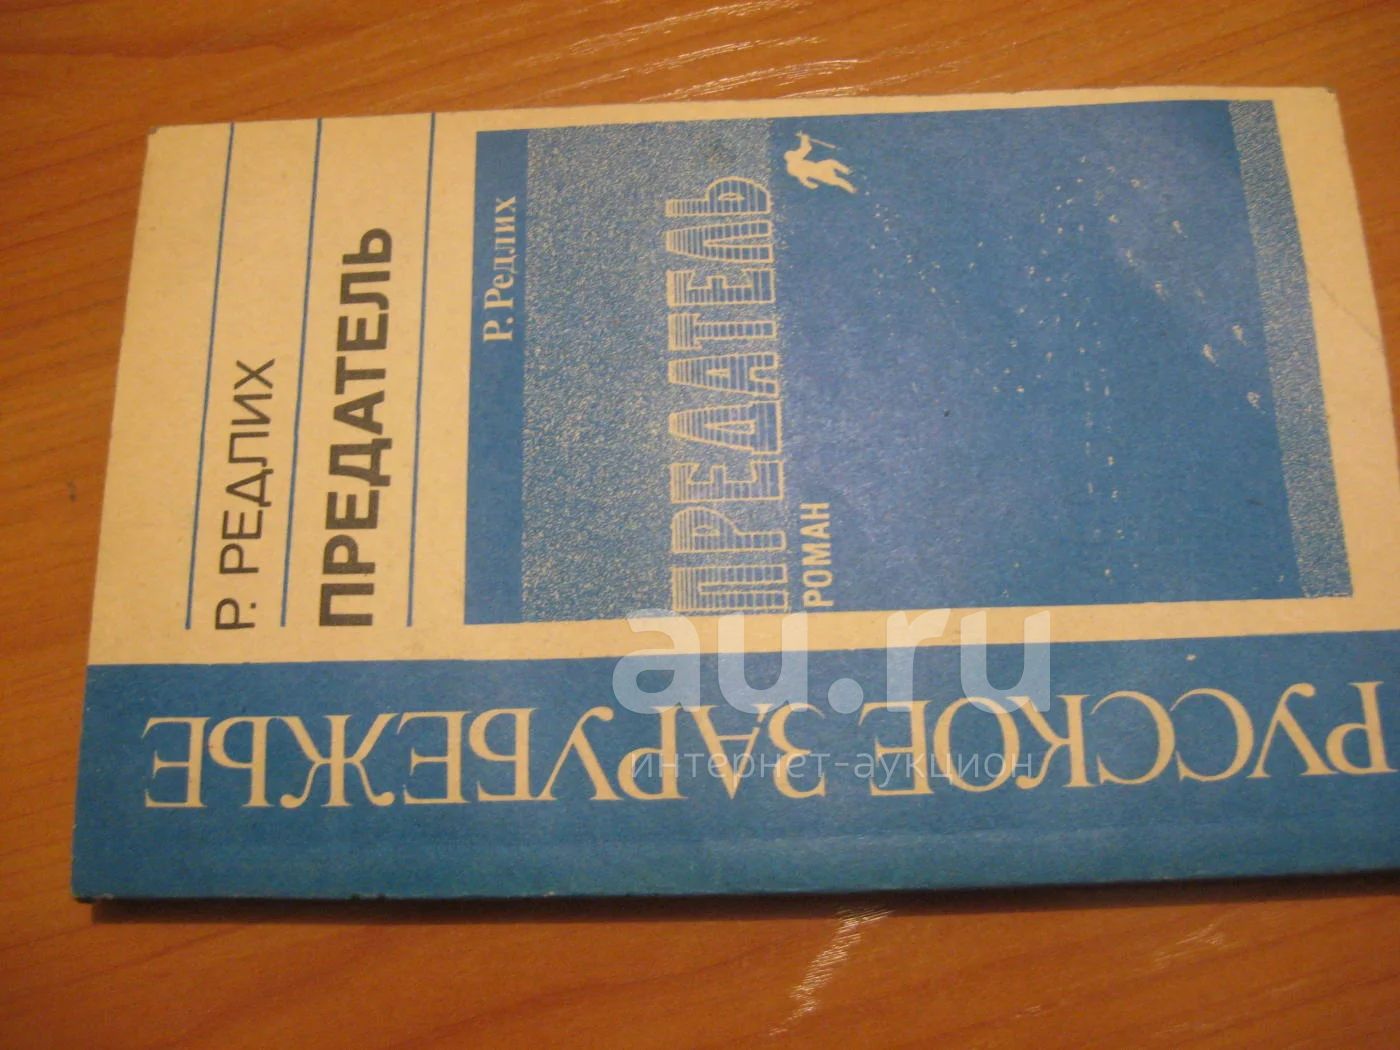 Р. РЕДЛИХ
ПРЕДАТЕЛЬ
Р. Редлих
ПРЕДАТЕЛЬ
РОМАН
РУССКОЕ ЗАРУБЕЖЬЕ
au.ru
интернет-аукцион